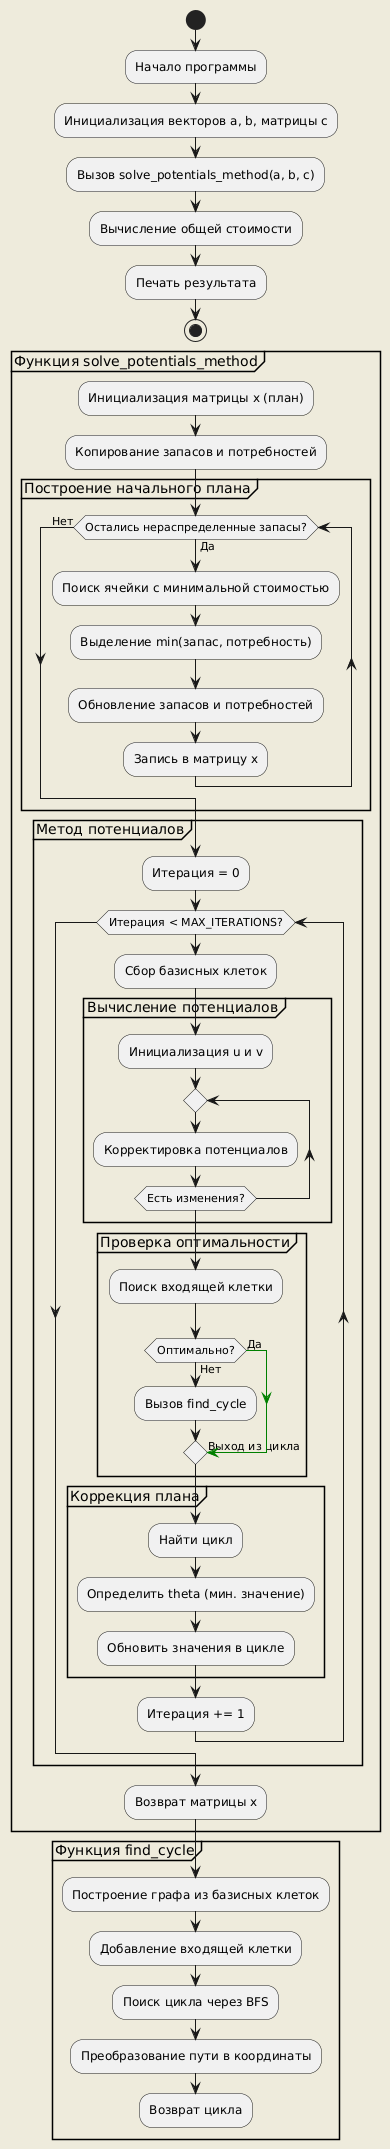 Начало программы
Инициализация векторов a, b, матрицы c
Вызов solve_potentials_method(a, b, c)
Вычисление общей стоимости
Печать результата
Функция solve_potentials_method
Инициализация матрицы x (план)
Копирование запасов и потребностей
Построение начального плана
Нет
Остались нераспределенные запасы?
Да
Поиск ячейки с минимальной стоимостью
Выделение min(запас, потребность)
Обновление запасов и потребностей
Запись в матрицу x
Метод потенциалов
Итерация = 0
Итерация < MAX_ITERATIONS?
Сбор базисных клеток
Вычисление потенциалов
Инициализация u и v
Корректировка потенциалов
Есть изменения?
Проверка оптимальности
Поиск входящей клетки
Оптимально?
Да
Нет
Вызов find_cycle
Выход из цикла
Коррекция плана
Найти цикл
Определить theta (мин. значение)
Обновить значения в цикле
Итерация += 1
Возврат матрицы x
Функция find_cycle
Построение графа из базисных клеток
Добавление входящей клетки
Поиск цикла через BFS
Преобразование пути в координаты
Возврат цикла